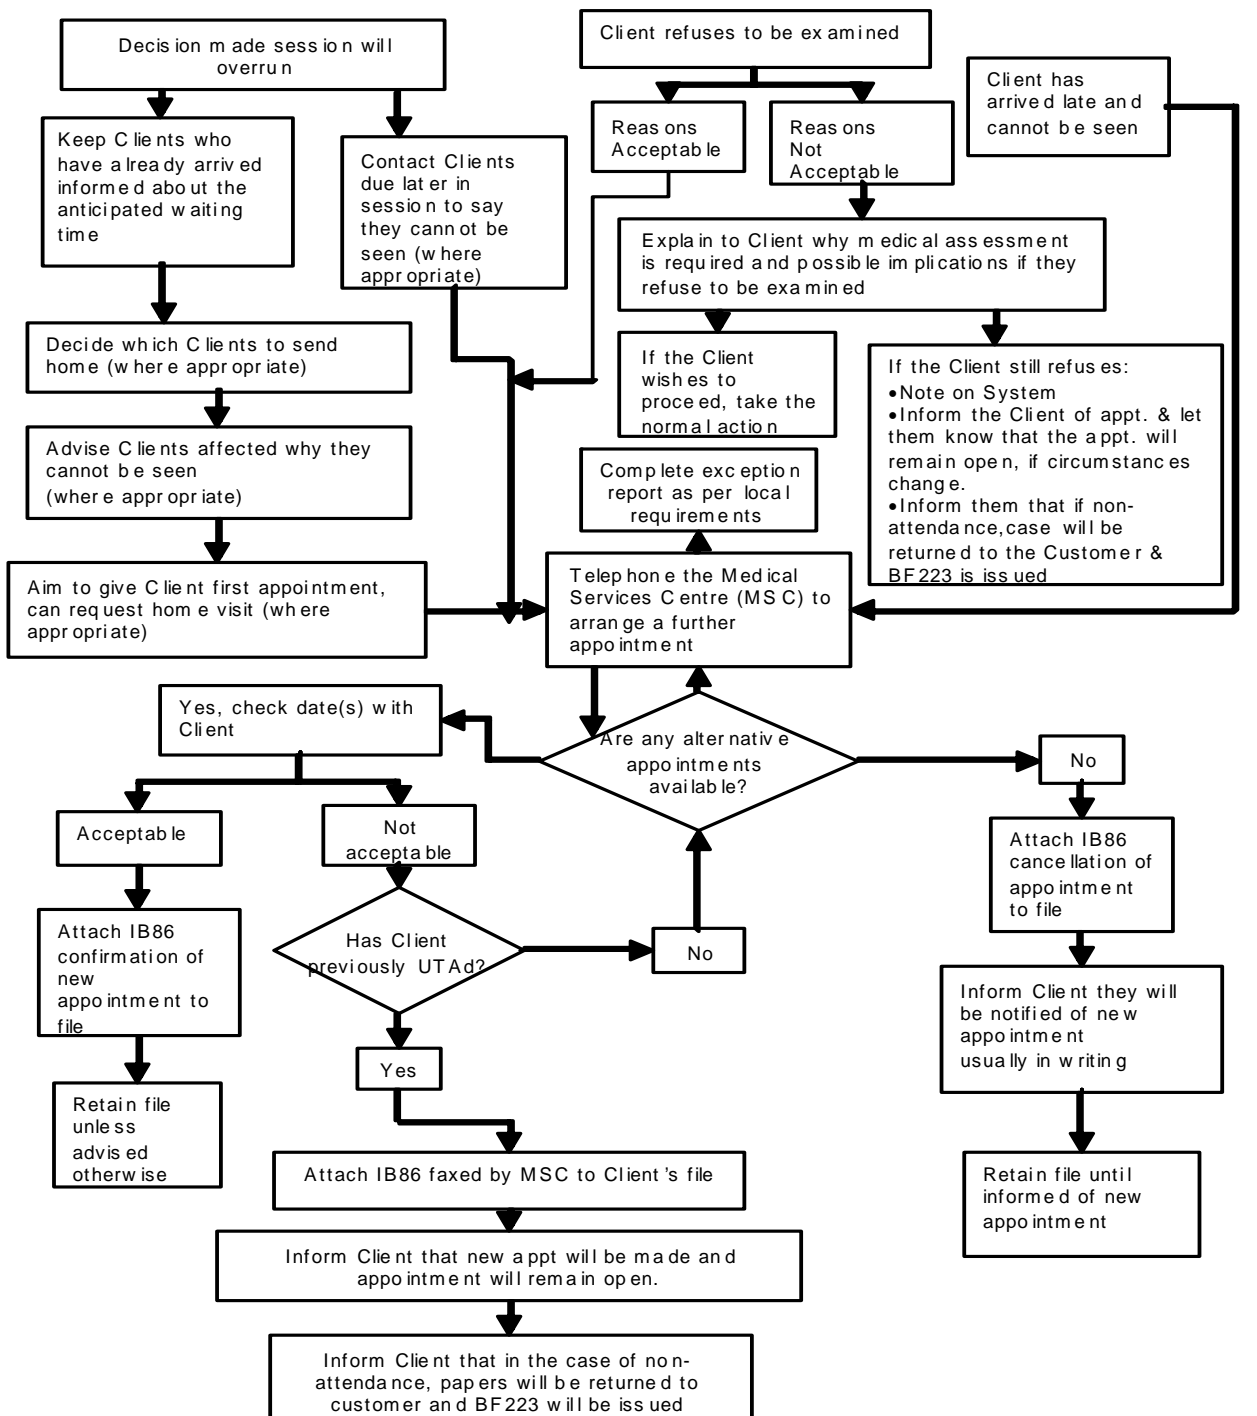 Decision made session will
overrun
Client refuses to be examined
Client has
arrived late and
cannot be seen
Keep Clients who
have already arrived
informed about the
anticipated waiting
time
Contact Clients
due later in
session to say
they cannot be
seen (where
appropriate)
Reasons
Acceptable
Reasons
Not
Acceptable
Explain to Client why medical assessment
is required and possible implications if they
refuse to be examined
Decide which Clients to send
home (where appropriate)
If the Client
wishes to
proceed, take the
normal action
If the Client still refuses:
•Note on System
•Inform the Client of appt. & let
them know that the appt. will
remain open, if circumstances
change.
•Inform them that if non-
attendance,case will be
returned to the Customer &
BF223 is issued
Advise Clients affected why they
cannot be seen
(where appropriate)
Complete exception
report as per local
requirements
Aim to give Client first appointment,
can request home visit (where
appropriate)
Telephone the Medical
Services Centre (MSC) to
arrange a further
appointment
Yes, check date(s) with
Client
Are any alternative
appointments
available?
No
Acceptable
Not
acceptable
Attach IB86
cancellation of
appointment
to file
Attach IB86
confirmation of
new
appointment to
file
Has Client
previously UTAd?
No
Inform Client they will
be notified of new
appointment
usually in writing
Yes
Retain file
unless
advised
otherwise
Attach IB86 faxed by MSC to Client's file
Retain file until
informed of new
appointment
Inform Client that new appt will be made and
appointment will remain open.
Inform Client that in the case of non-
attendance, papers will be returned to
customer and BF223 will be issued